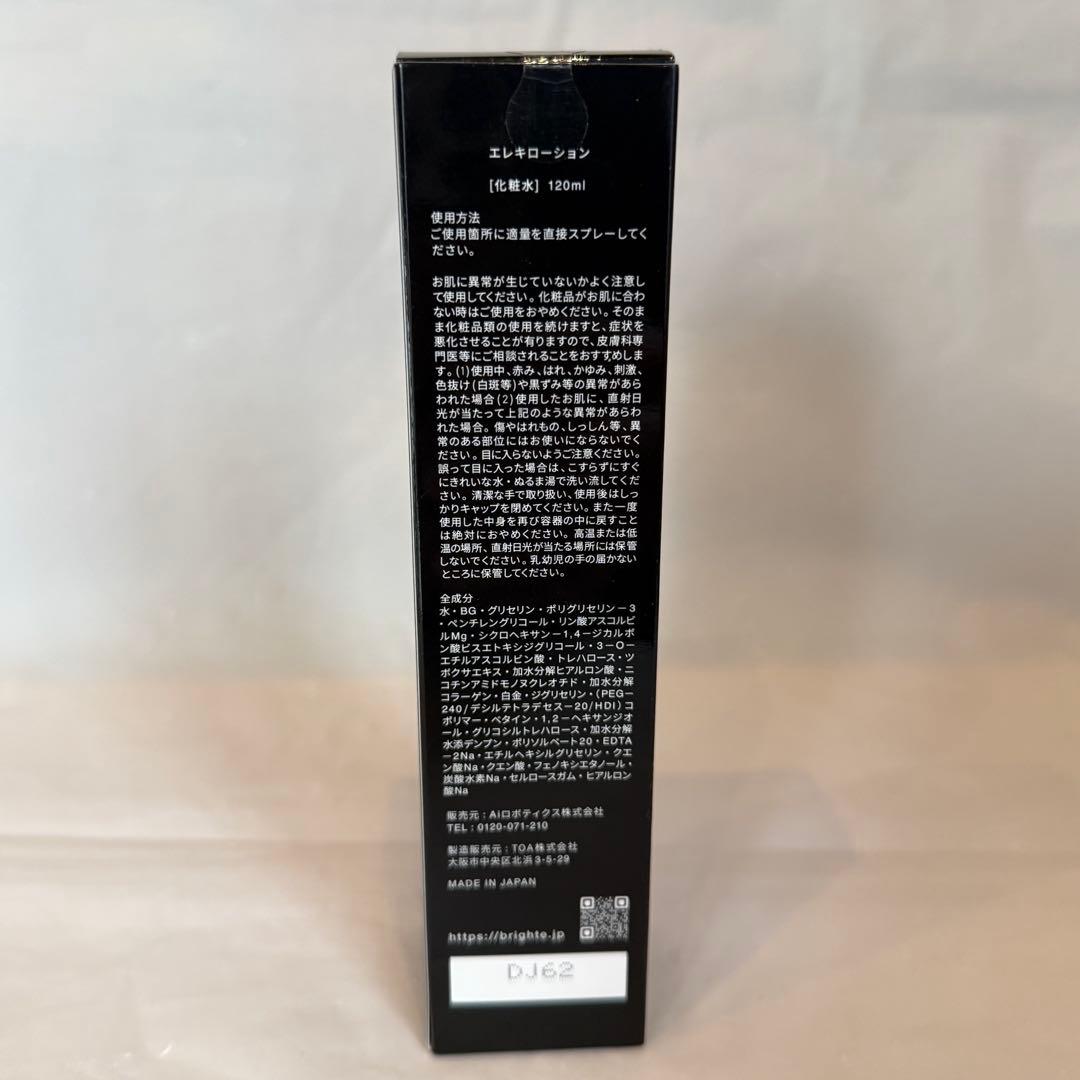 エレキローション
[化粧水] 120ml
使用方法
ご使用箇所に適量を直接スプレーしてく
ださい。
お肌に異常が生じていないかよく注意し
て使用してください。化粧品がお肌に合わ
ない時はご使用をおやめください。そのま
ま化粧品類の使用を続けますと、症状を
悪化させることが有りますので、皮膚科専
門医等にご相談されることをおすすめしま
す。(1)使用中、赤み、はれ、かゆみ、刺激、
色抜け(白斑等)や黒ずみ等の異常があら
われた場合(2)使用したお肌に、直射日
光が当たって上記のような異常があらわ
れた場合。傷やはれもの、しっしん等、異
常のある部位にはお使いにならないでく
ださい。目に入らないようご注意ください。
誤って目に入った場合は、こすらずにすぐ
にきれいな水・ぬるま湯で洗い流してくだ
さい。清潔な手で取り扱い、使用後はしっ
かりキャップを閉めてください。また一度
使用した中身を再び容器の中に戻すこと
は絶対におやめください。高温または低
温の場所、直射日光が当たる場所には保管
しないでください。乳幼児の手の届かない
ところに保管してください。
全成分
水・BG・グリセリン・ポリグリセリン-3
・ペンチレングリコール・リン酸アスコルビ
ルMg・シクロヘキサン-1,4-ジカルボ
ン酸ビスエトキシジグリコール・3-O-
エチルアスコルビン酸・トレハロース・ツ
ボクサエキス・加水分解ヒアルロン酸・ニ
コチンアミドモノヌクレオチド・加水分解
コラーゲン・白金・ジグリセリン・(PEG-
240/デシルテトラデセス-20/HDI)コ
ポリマー・ベタイン・1,2-ヘキサンジオ
ール・グリコシルトレハロース・加水分解
水添デンプン・ポリソルベート20・EDTA
-2Na・エチルヘキシルグリセリン・クエ
ン酸Na・クエン酸・フェノキシエタノール・
炭酸水素Na・セルロースガム・ヒアルロン
酸Na
販売元:Aiロボティクス株式会社
TEL:0120-071-210
製造販売元:TOA株式会社
大阪市中央区北浜3-5-29
MADE IN JAPAN
https://brighte.jp
DJ62